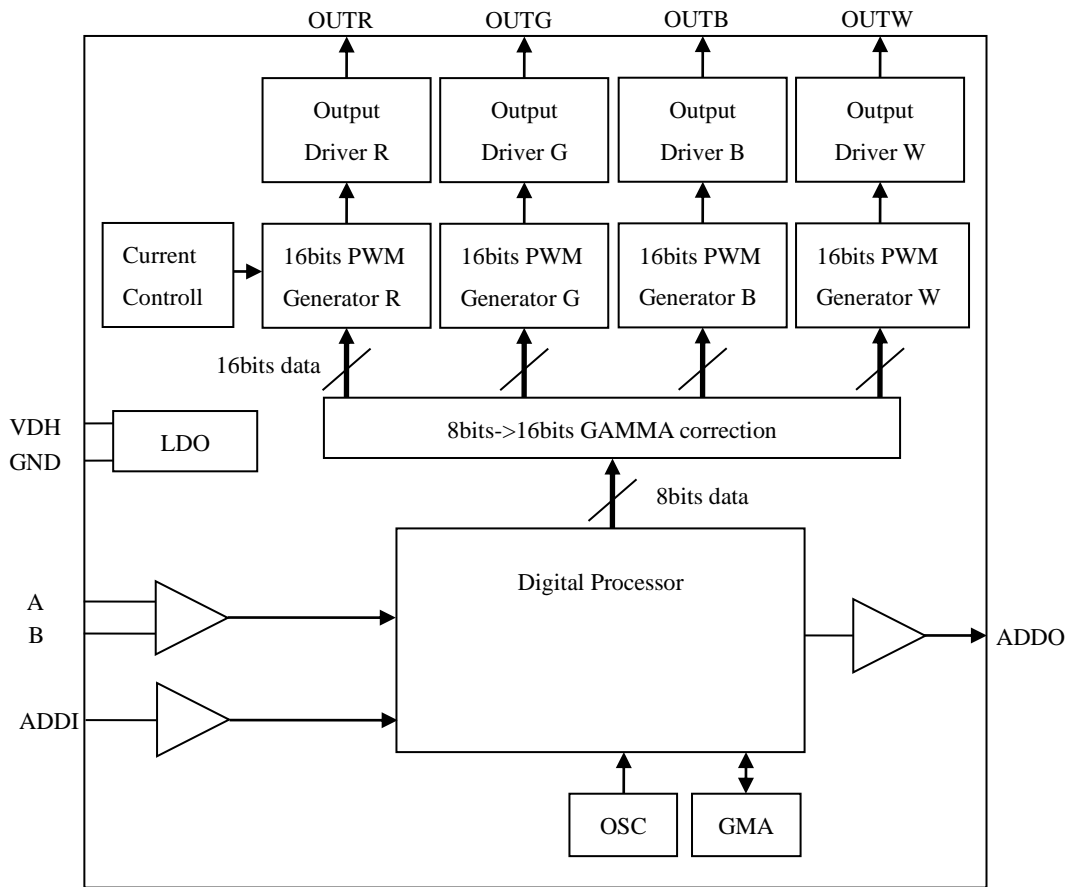 OUTR OUTG OUTB OUTW
Output
Driver R
Output
Driver G
Output
Driver B
Output
Driver W
Current
Controll
16bits PWM
Generator R
16bits PWM
Generator G
16bits PWM
Generator B
16bits PWM
Generator W
16bits data
8bits->16bits GAMMA correction
VDH
GND
LDO
8bits data
Digital Processor
A
B
ADDI
ADDO
OSC
GMA